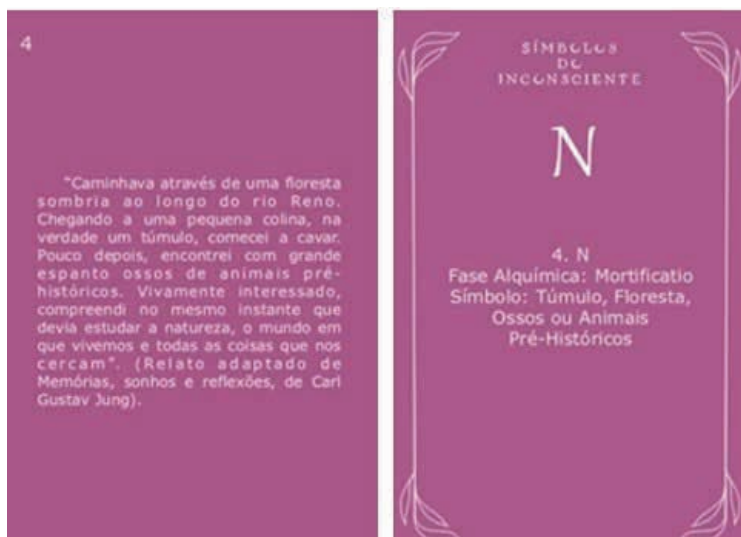 4
“Caminhava através de uma floresta
sombria ao longo do rio Reno.
Chegando a uma pequena colina, na
verdade um túmulo, comecei a cavar.
Pouco depois, encontrei com grande
espanto ossos de animais pré-
históricos. Vivamente interessado,
compreendi no mesmo instante que
devia estudar a natureza, o mundo em
que vivemos e todas as coisas que nos
cercam”. (Relato adaptado de
Memórias, sonhos e reflexões, de Carl
Gustav Jung).
SÍMBOLOS
DO
INCONSCIENTE
N
4. N
Fase Alquímica: Mortificatio
Símbolo: Túmulo, Floresta,
Ossos ou Animais
Pré-Históricos